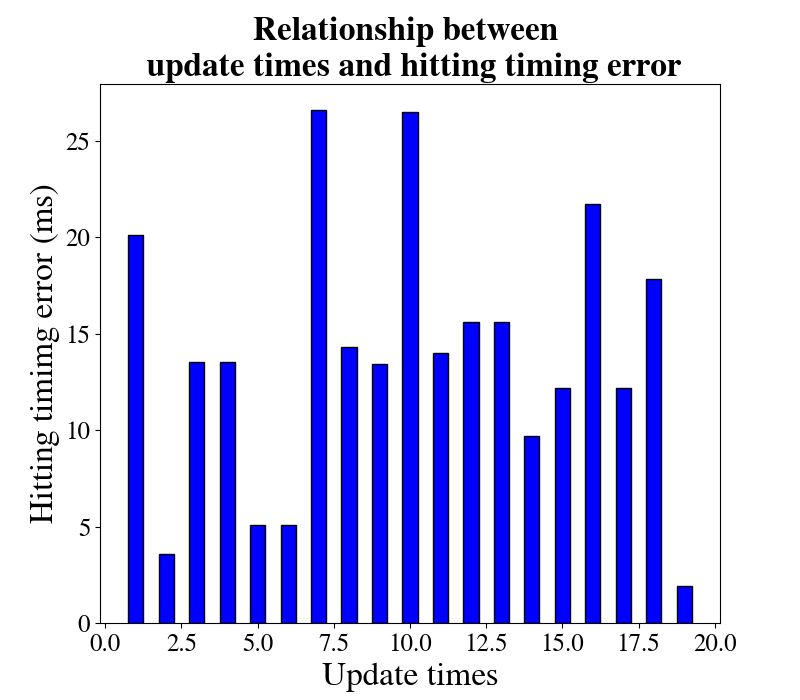 Relationship between
update times and hitting timing error
Hitting timimg error (ms)
25
20
15
10
5
0
0.0 2.5 5.0 7.5 10.0 12.5 15.0 17.5 20.0
Update times